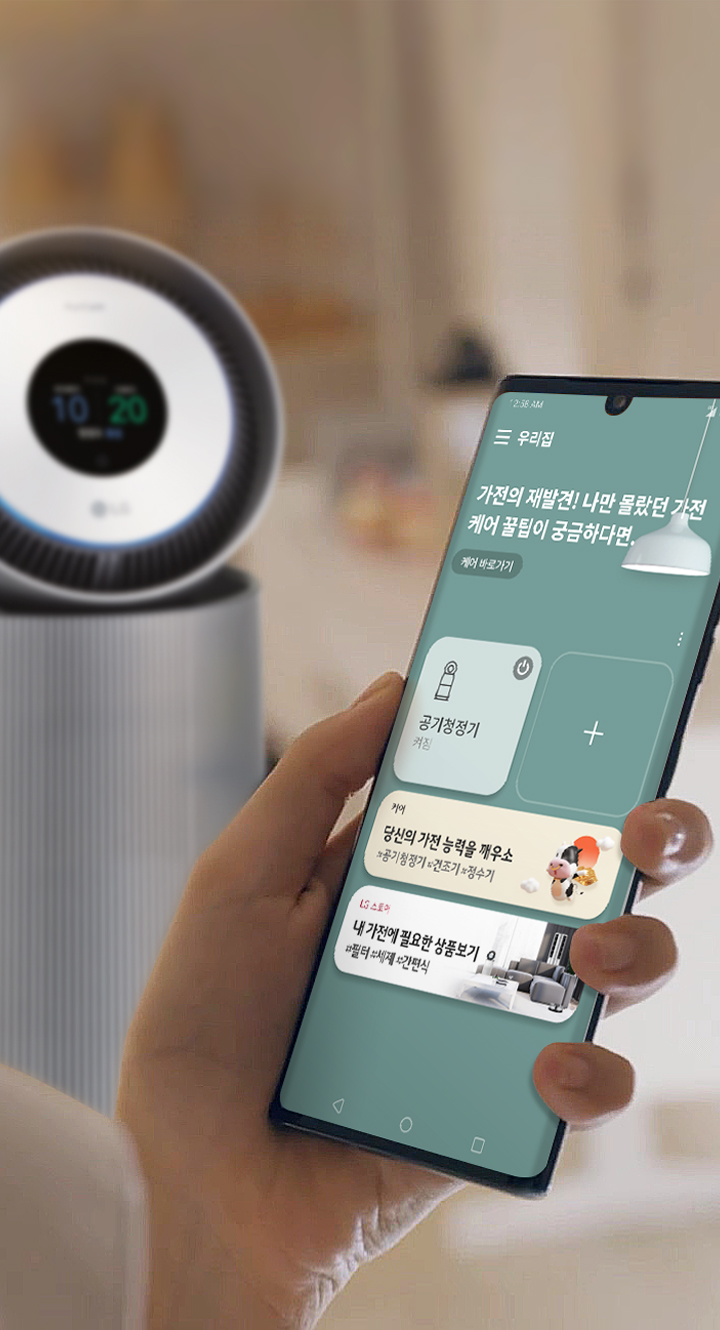 10 20
LG
12:56 AM
우리집
가전의 재발견! 나만 몰랐던 가전
케어 꿀팁이 궁금하다면.
케어 바로가기
공기청정기
켜짐
케어
당신의 가전 능력을 깨우소
#공기청정기 #건조기 #정수기
LG 스토어
내 가전에 필요한 상품보기
#필터 #세제 #간편식